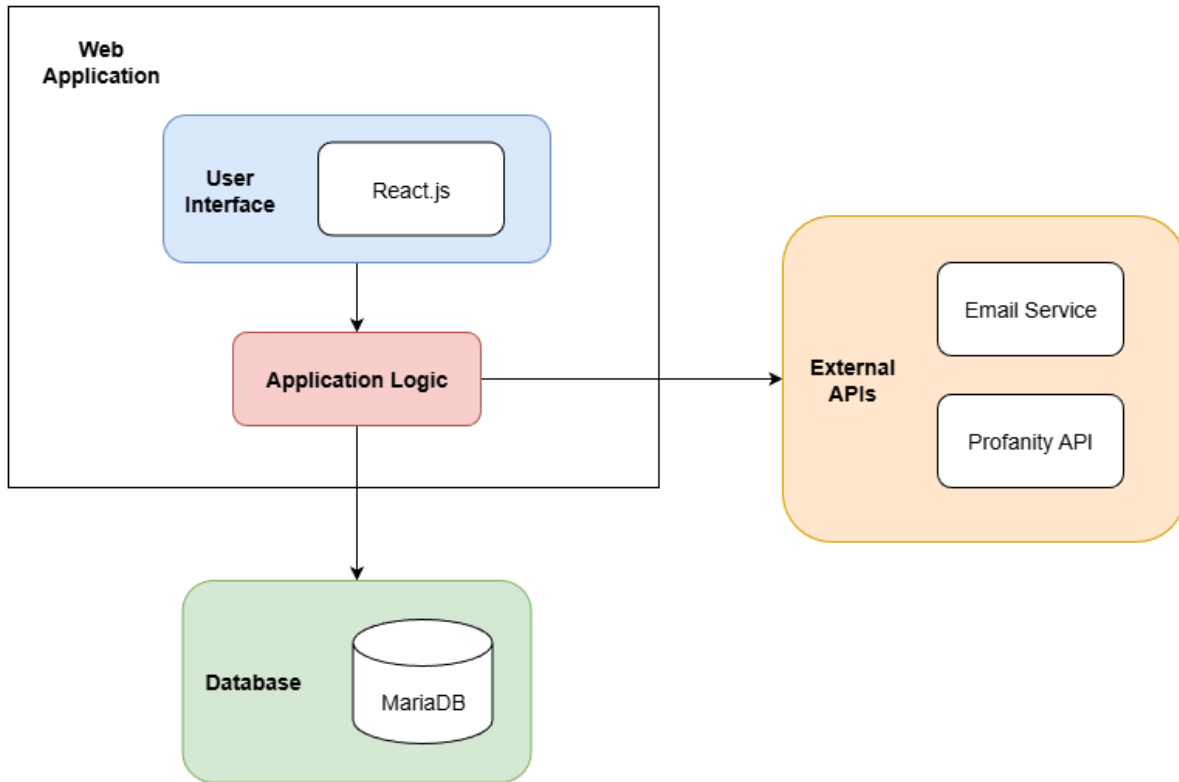 Web
Application
User
Interface
React.js
Application Logic
External
APIs
Email Service
Profanity API
Database
MariaDB